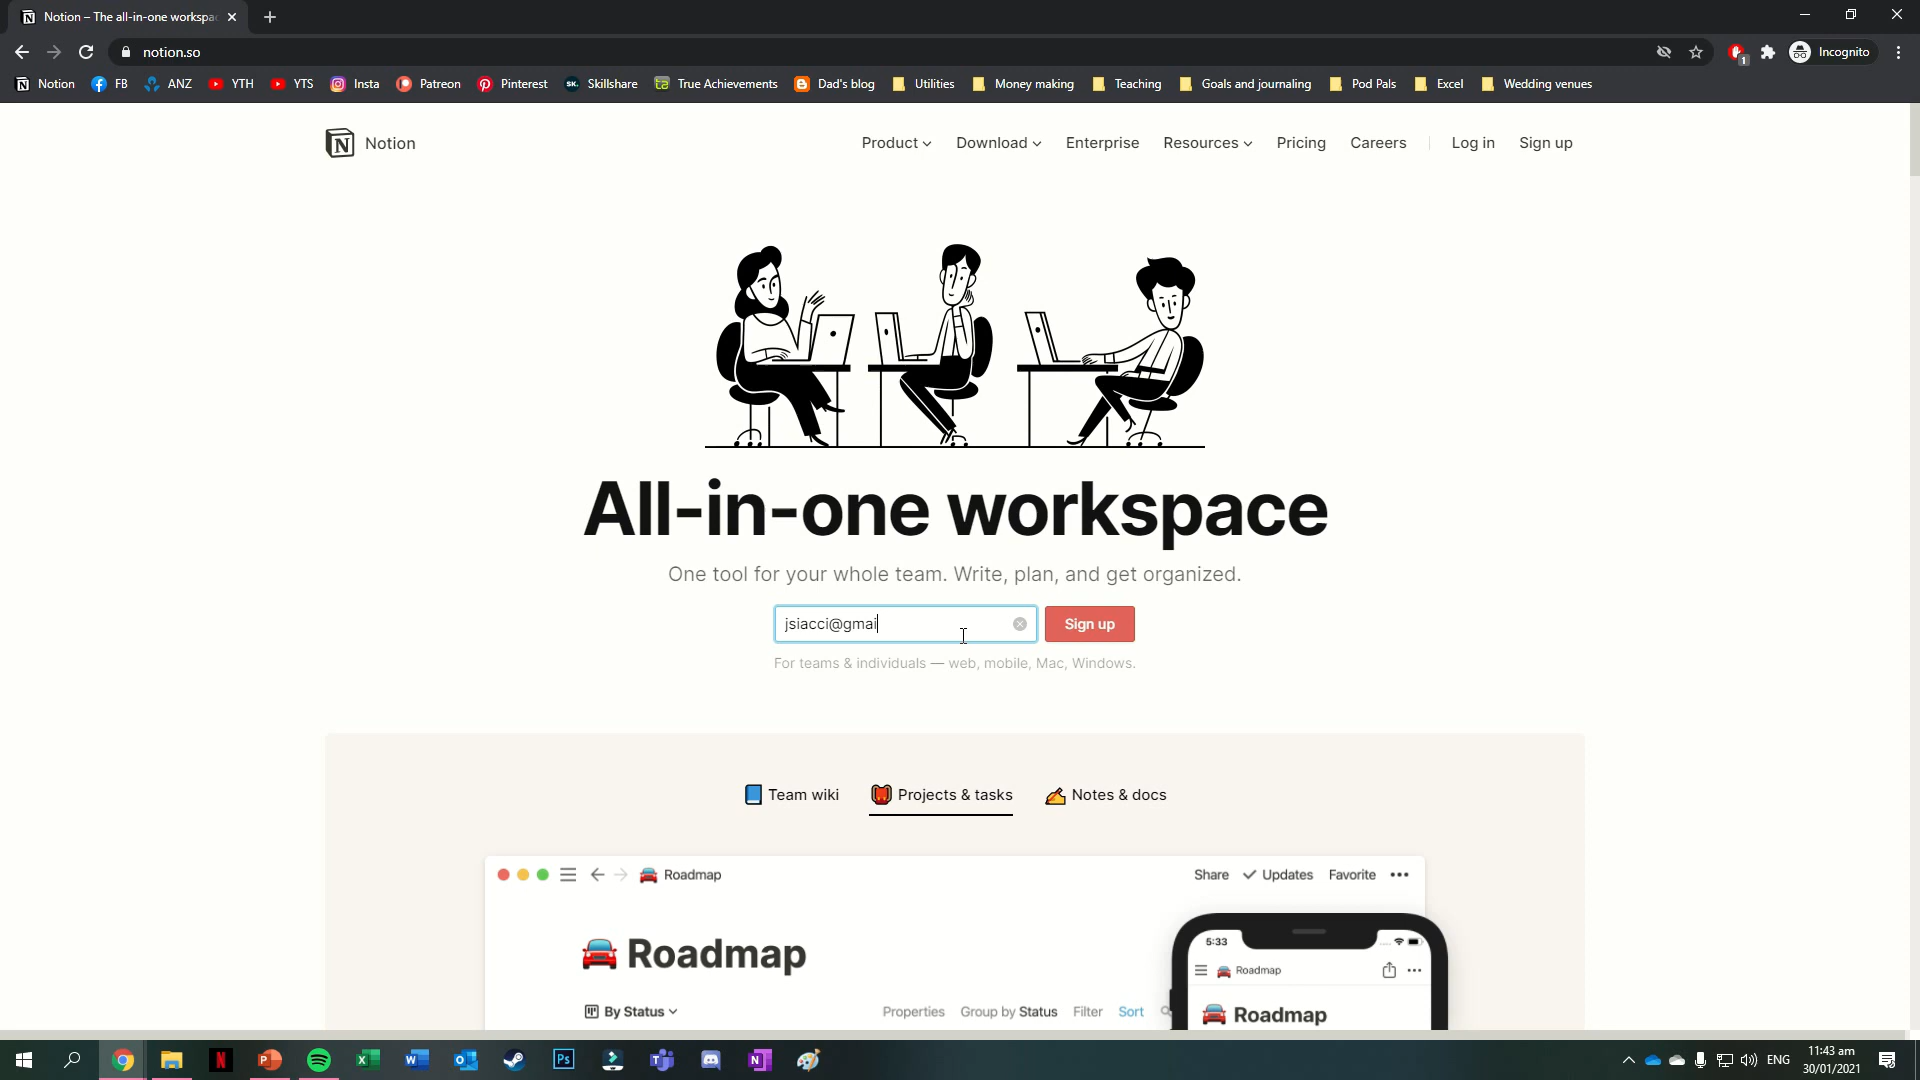 Notion – The all-in-one workspac
notion.so
Incognito
1
Notion FB ANZ YTH YTS Insta Patreon Pinterest Skillshare True Achievements Dad's blog Utilities Money making Teaching Goals and journaling Pod Pals Excel Wedding venues
Notion
Product Download Enterprise Resources Pricing Careers Log in Sign up
All-in-one workspace
One tool for your whole team. Write, plan, and get organized.
jsiacci@gmai
Sign up
For teams & individuals — web, mobile, Mac, Windows.
Team wiki Projects & tasks Notes & docs
Roadmap
Share Updates Favorite
Roadmap
By Status
Properties Group by Status Filter Sort
5:33
Roadmap
Roadmap
ENG
11:43 am
30/01/2021